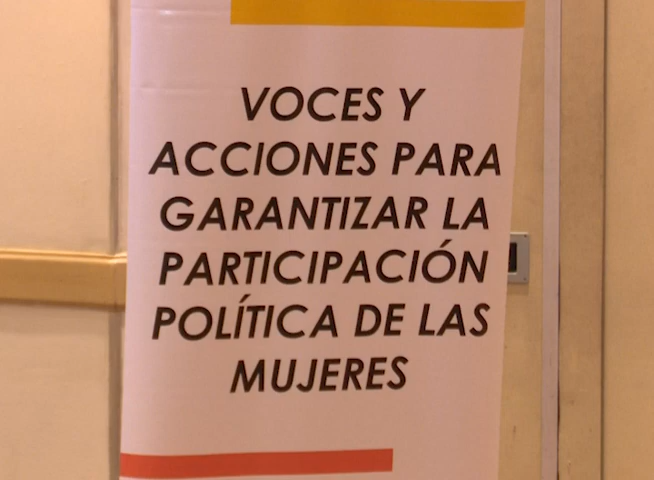 VOCES Y
ACCIONES PARA
GARANTIZAR LA
PARTICIPACIÓN
POLÍTICA DE LAS
MUJERES